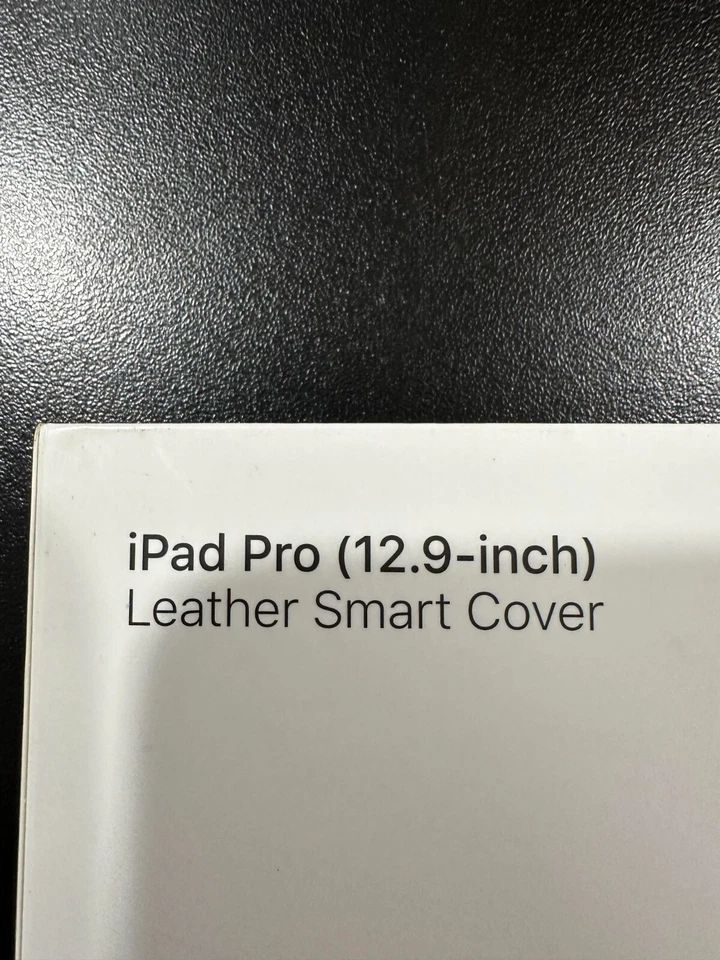 iPad Pro (12.9-inch)
Leather Smart Cover